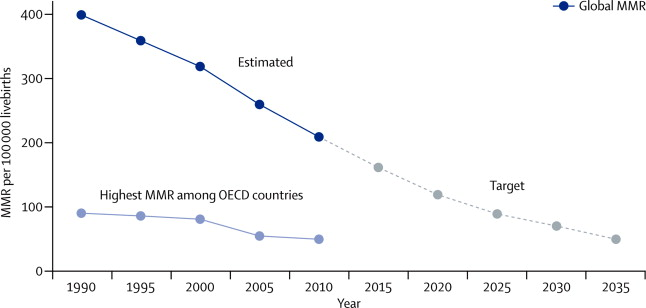 Global MMR
400
300
200
100
0
MMR per 100 000 livebirths
Estimated
Highest MMR among OECD countries
Target
1990 1995 2000 2005 2010 2015 2020 2025 2030 2035
Year